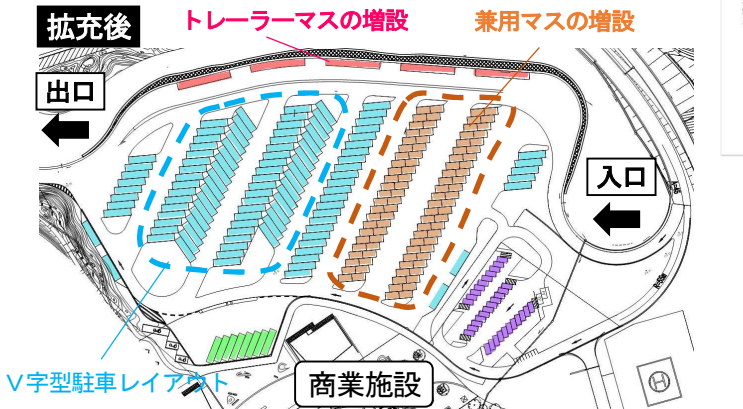 拡充後
トレーラーマスの増設
兼用マスの増設
出口
入口
V字型駐車レイアウト
商業施設
H